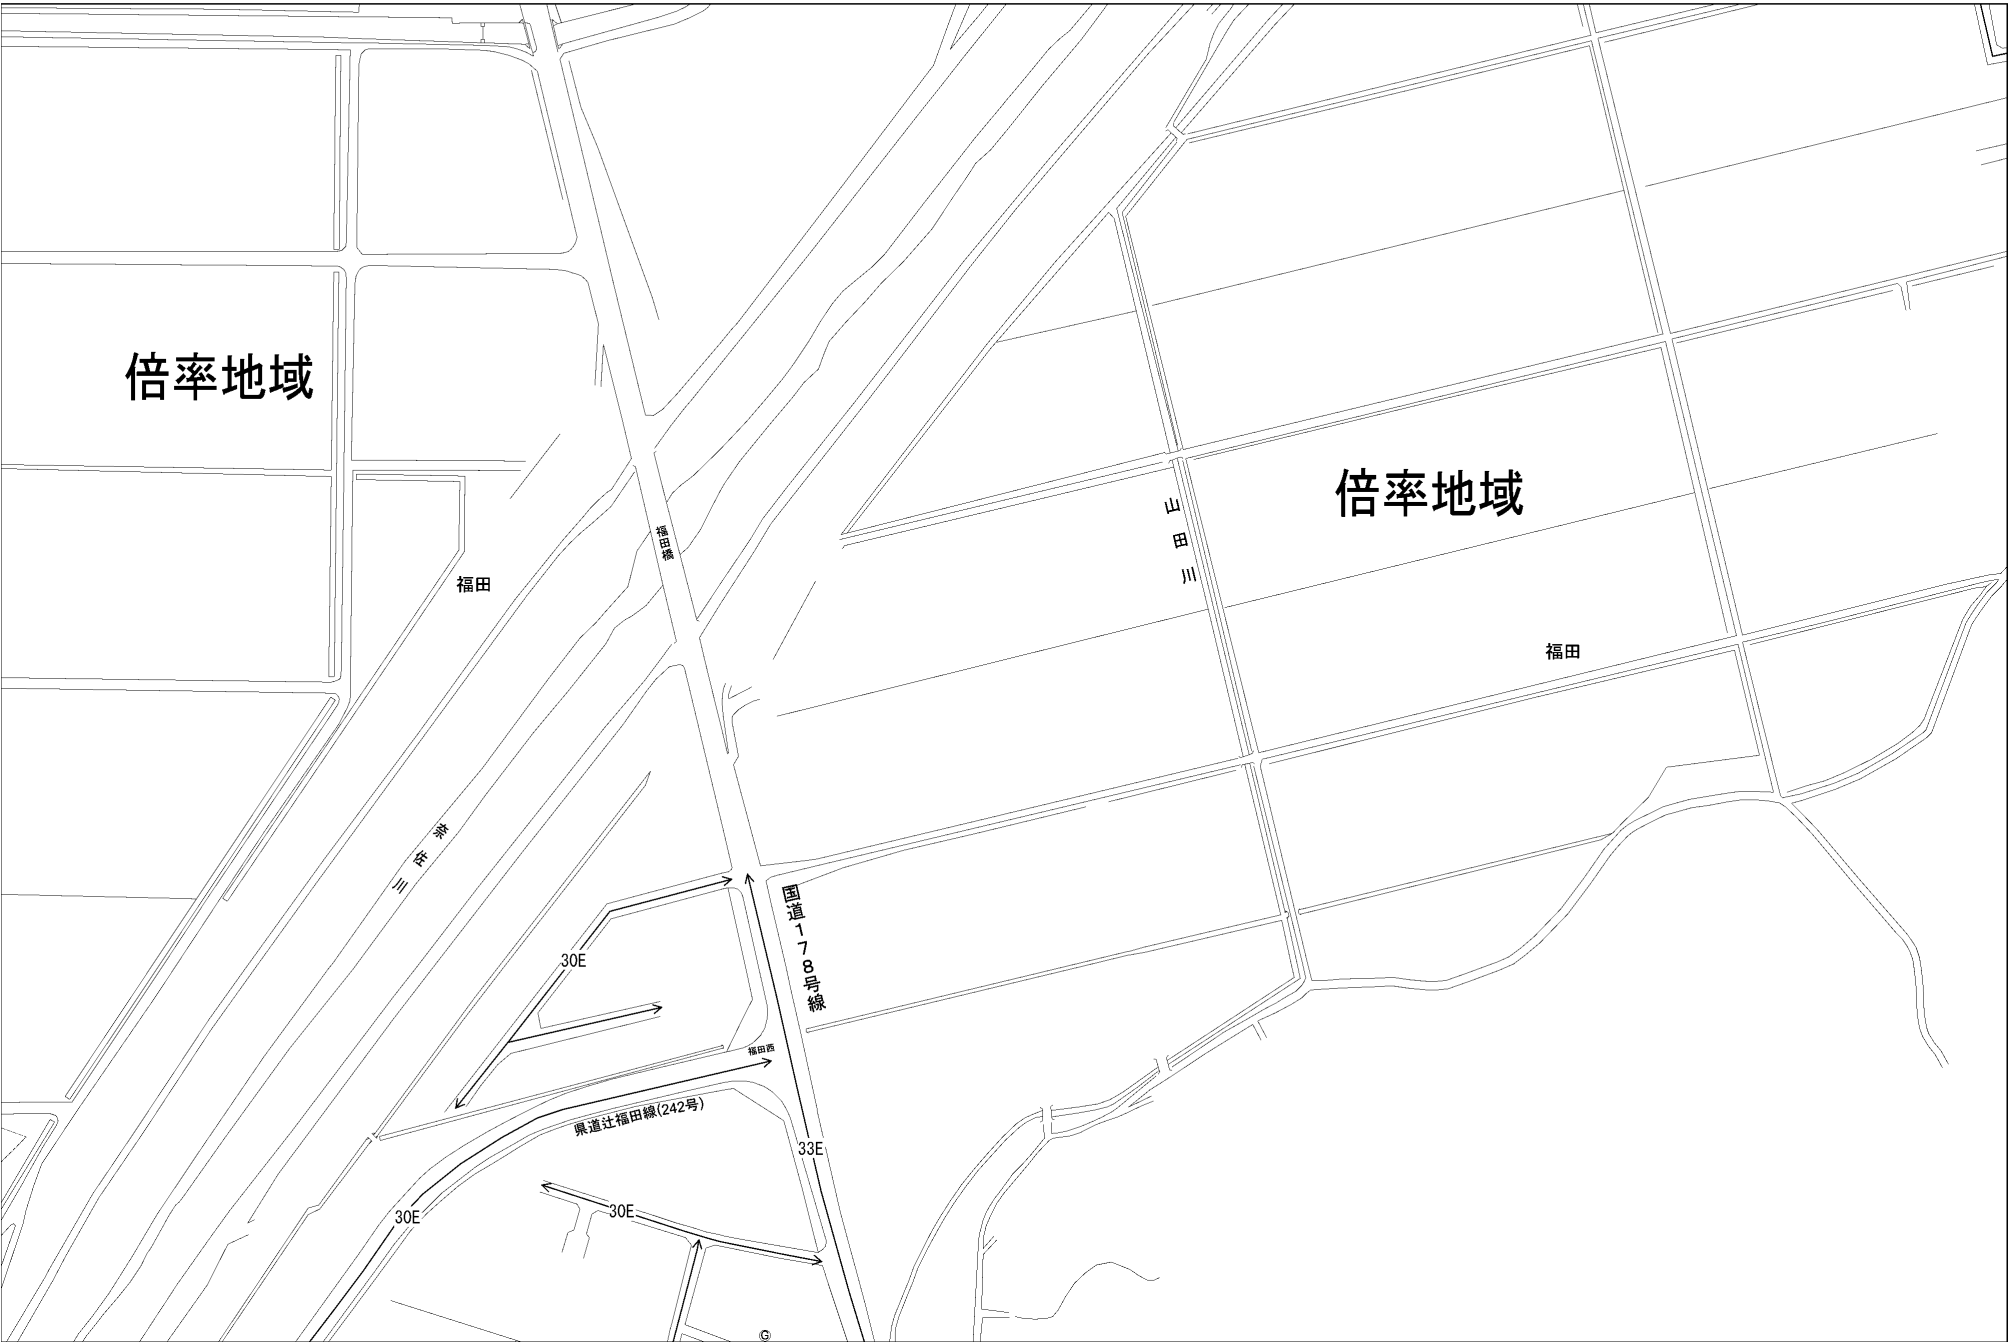 倍率地域
倍率地域
山田川
福田橋
福田
福田
奈佐川
国道178号線
30E
福田西
県道辻福田線(242号)
33E
30E
30E
G